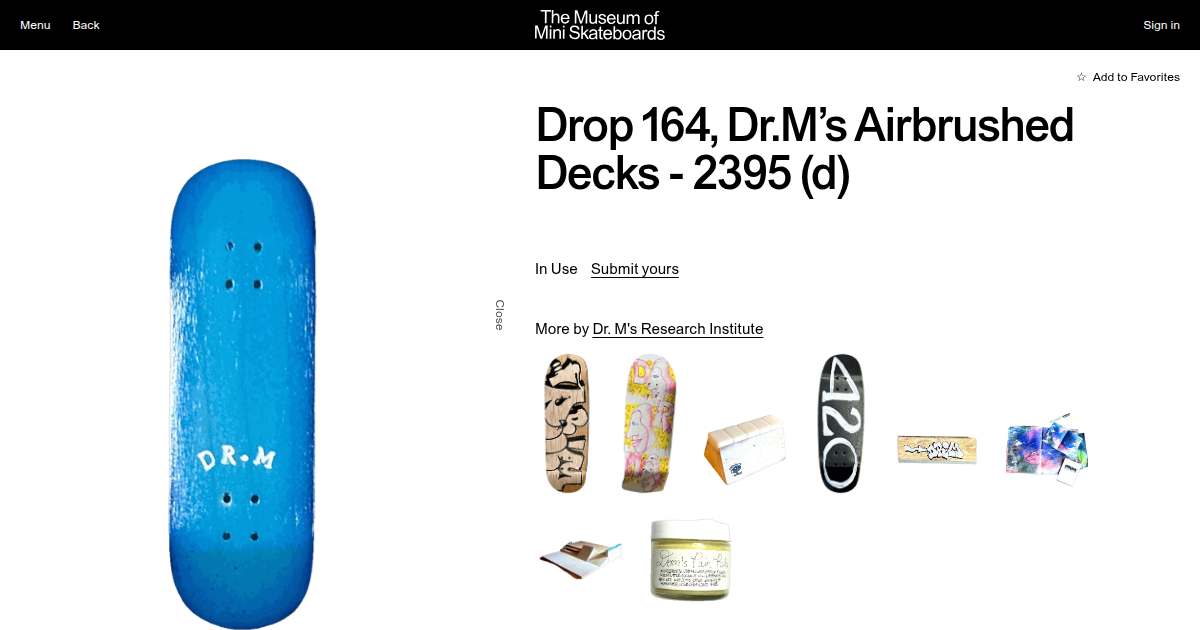 Menu
Back
The Museum of
Mini Skateboards
Sign in
☆ Add to Favorites
Drop 164, Dr.M’s Airbrushed
Decks - 2395 (d)
DR.M
In Use
Submit yours
Close
More by Dr. M's Research Institute
420